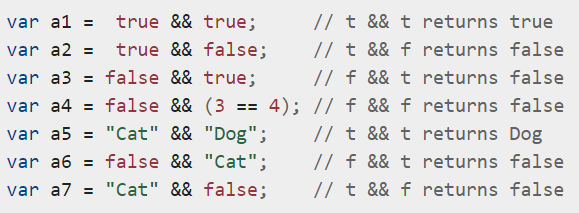 var a1 =  true && true;      // t && t returns true
var a2 =  true && false;     // t && f returns false
var a3 = false && true;      // f && t returns false
var a4 = false && (3 == 4); // f && f returns false
var a5 = "Cat" && "Dog";     // t && t returns Dog
var a6 = false && "Cat";     // f && t returns false
var a7 = "Cat" && false;     // t && f returns false